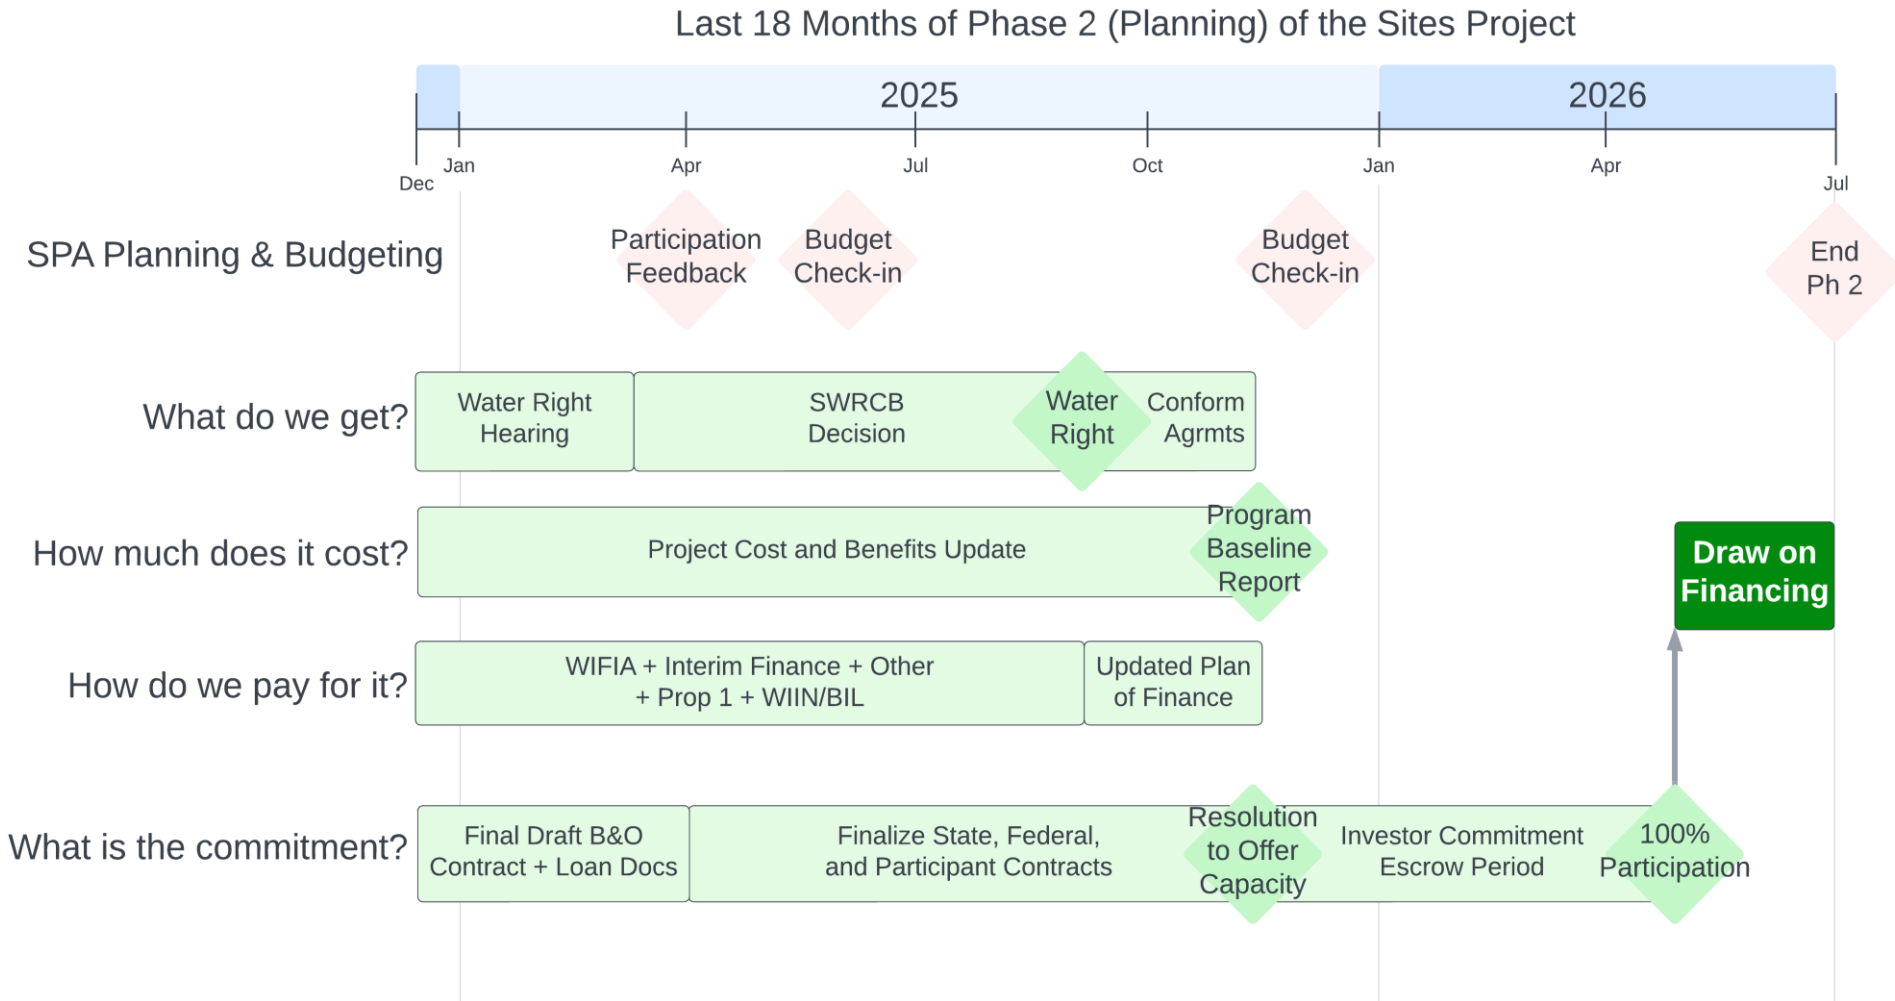 Last 18 Months of Phase 2 (Planning) of the Sites Project
2025
2026
Dec
Jan
Apr
Jul
Oct
Jan
Apr
Jul
SPA Planning & Budgeting
Participation
Feedback
Budget
Check-in
Budget
Check-in
End
Ph 2
What do we get?
Water Right
Hearing
SWRCB
Decision
Water
Right
Conform
Agrmts
How much does it cost?
Project Cost and Benefits Update
Program
Baseline
Report
Draw on
Financing
How do we pay for it?
WIFIA + Interim Finance + Other
+ Prop 1 + WIIN/BIL
Updated Plan
of Finance
What is the commitment?
Final Draft B&O
Contract + Loan Docs
Finalize State, Federal,
and Participant Contracts
Resolution
to Offer
Capacity
Investor Commitment
Escrow Period
100%
Participation